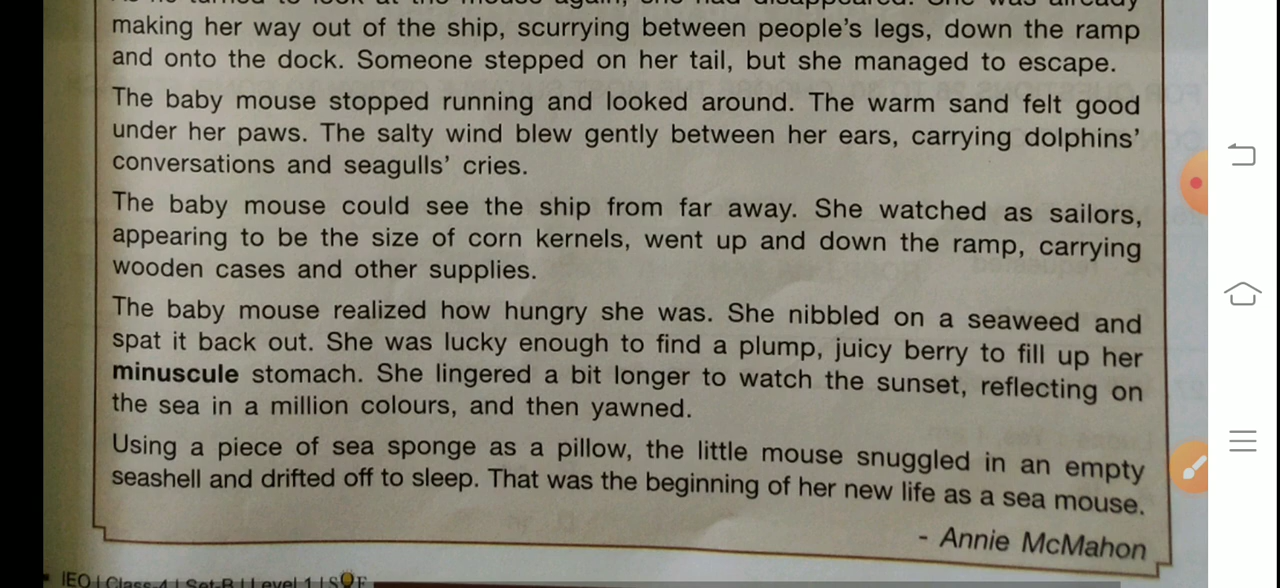 making her way out of the ship, scurrying between people's legs, down the ramp
and onto the dock. Someone stepped on her tail, but she managed to escape.
The baby mouse stopped running and looked around. The warm sand felt good
under her paws. The salty wind blew gently between her ears, carrying dolphins'
conversations and seagulls' cries.
The baby mouse could see the ship from far away. She watched as sailors,
appearing to be the size of corn kernels, went up and down the ramp, carrying
wooden cases and other supplies.
The baby mouse realized how hungry she was. She nibbled on a seaweed and
spat it back out. She was lucky enough to find a plump, juicy berry to fill up her
minuscule stomach. She lingered a bit longer to watch the sunset, reflecting on
the sea in a million colours, and then yawned.
Using a piece of sea sponge as a pillow, the little mouse snuggled in an empty
seashell and drifted off to sleep. That was the beginning of her new life as a sea mouse.
- Annie McMahon
IEO | Class-4 | Set-B | Level 1 | SOF